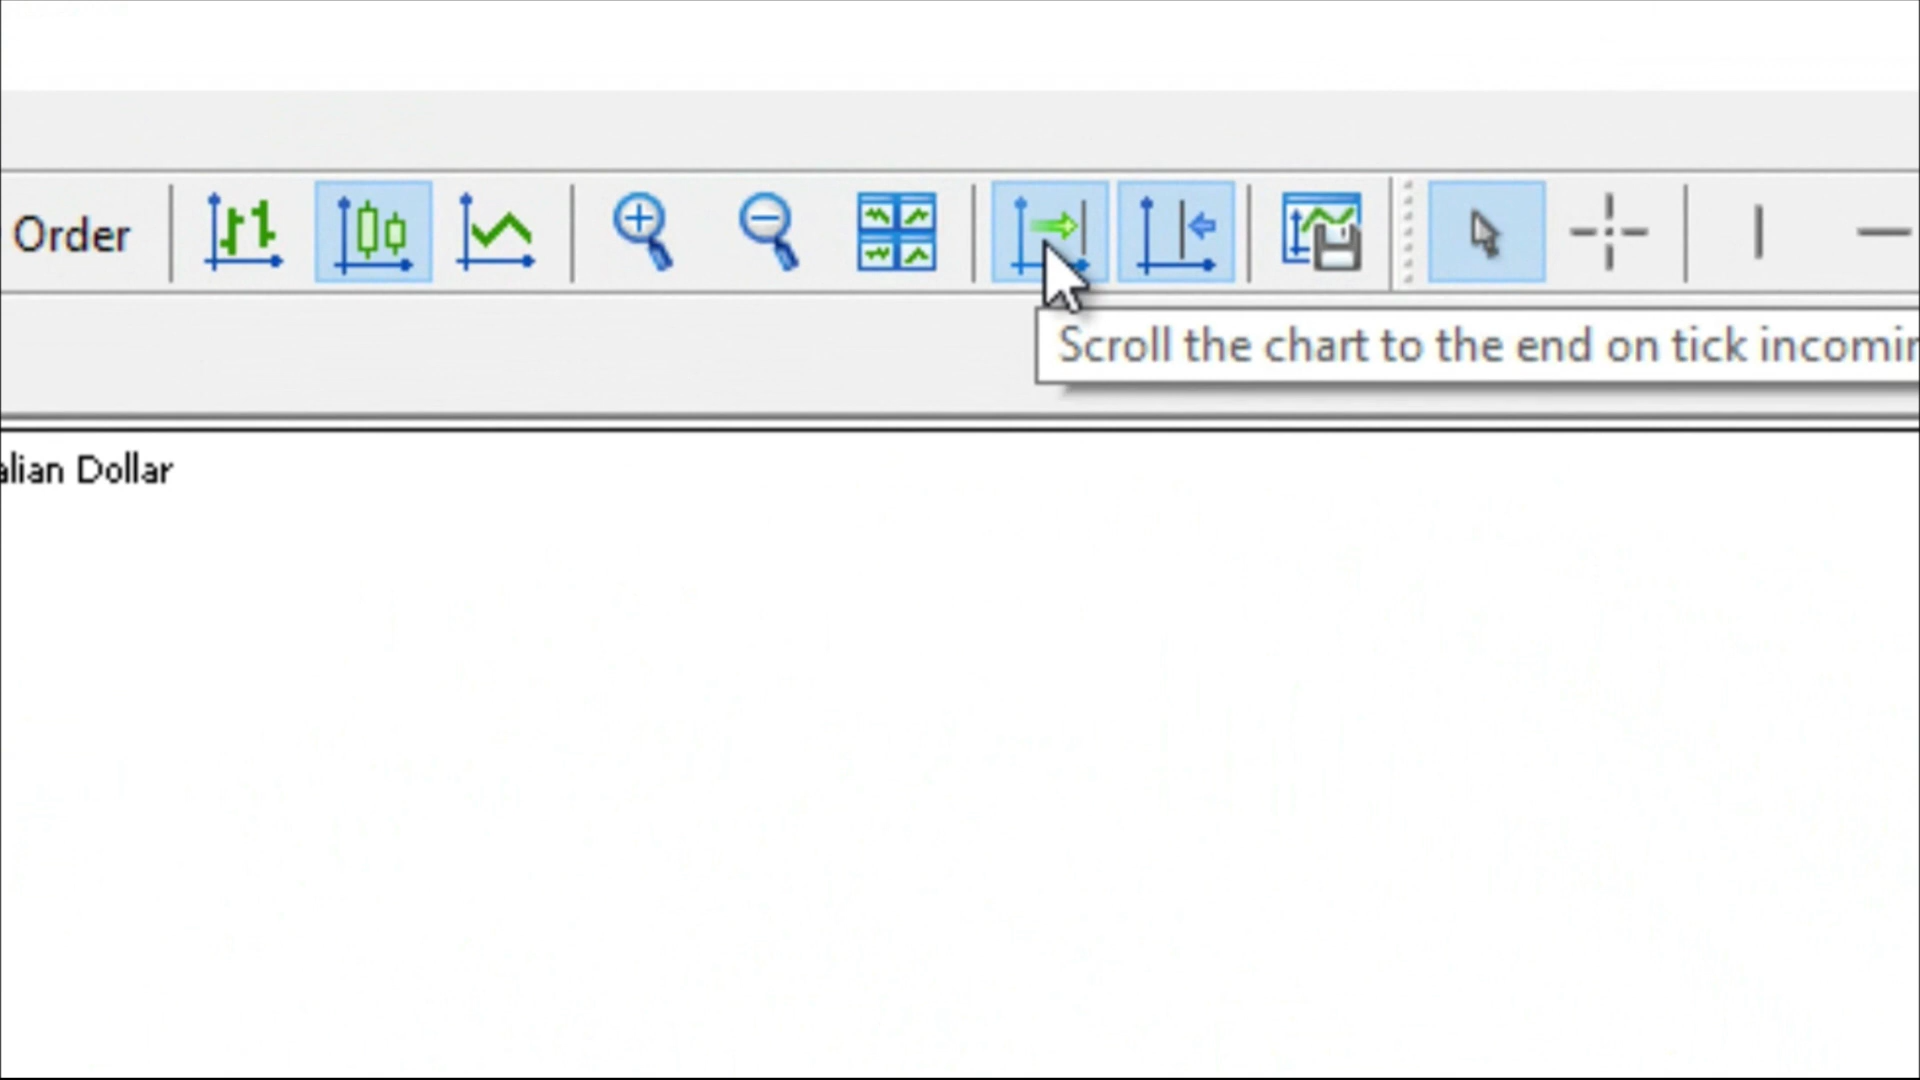 Order
Scroll the chart to the end on tick incomin
alian Dollar